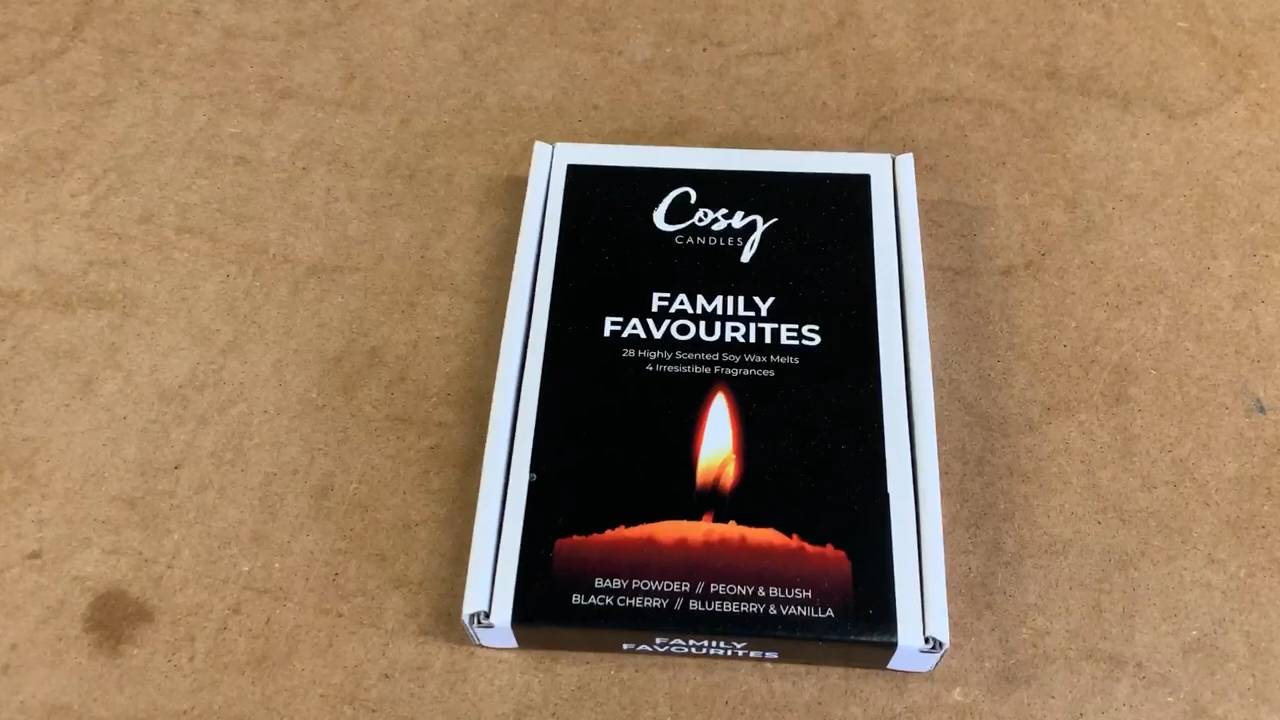 Cosy
CANDLES
FAMILY
FAVOURITES
28 Highly Scented Soy Wax Melts
4 Irresistible Fragrances
BABY POWDER // PEONY & BLUSH
BLACK CHERRY // BLUEBERRY & VANILLA
FAMILY
FAVOURITES